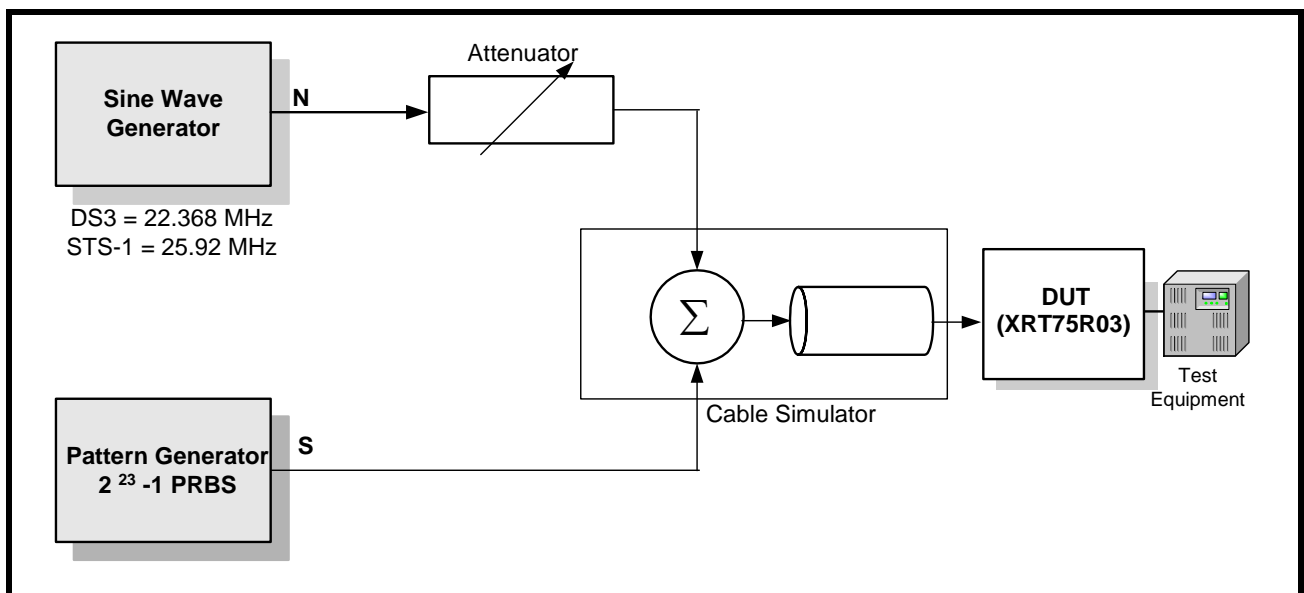 Attenuator
Sine Wave
Generator
N
DS3 = 22.368 MHz
STS-1 = 25.92 MHz
Σ
DUT
(XRT75R03)
Test
Equipment
Cable Simulator
Pattern Generator
2 23 -1 PRBS
S